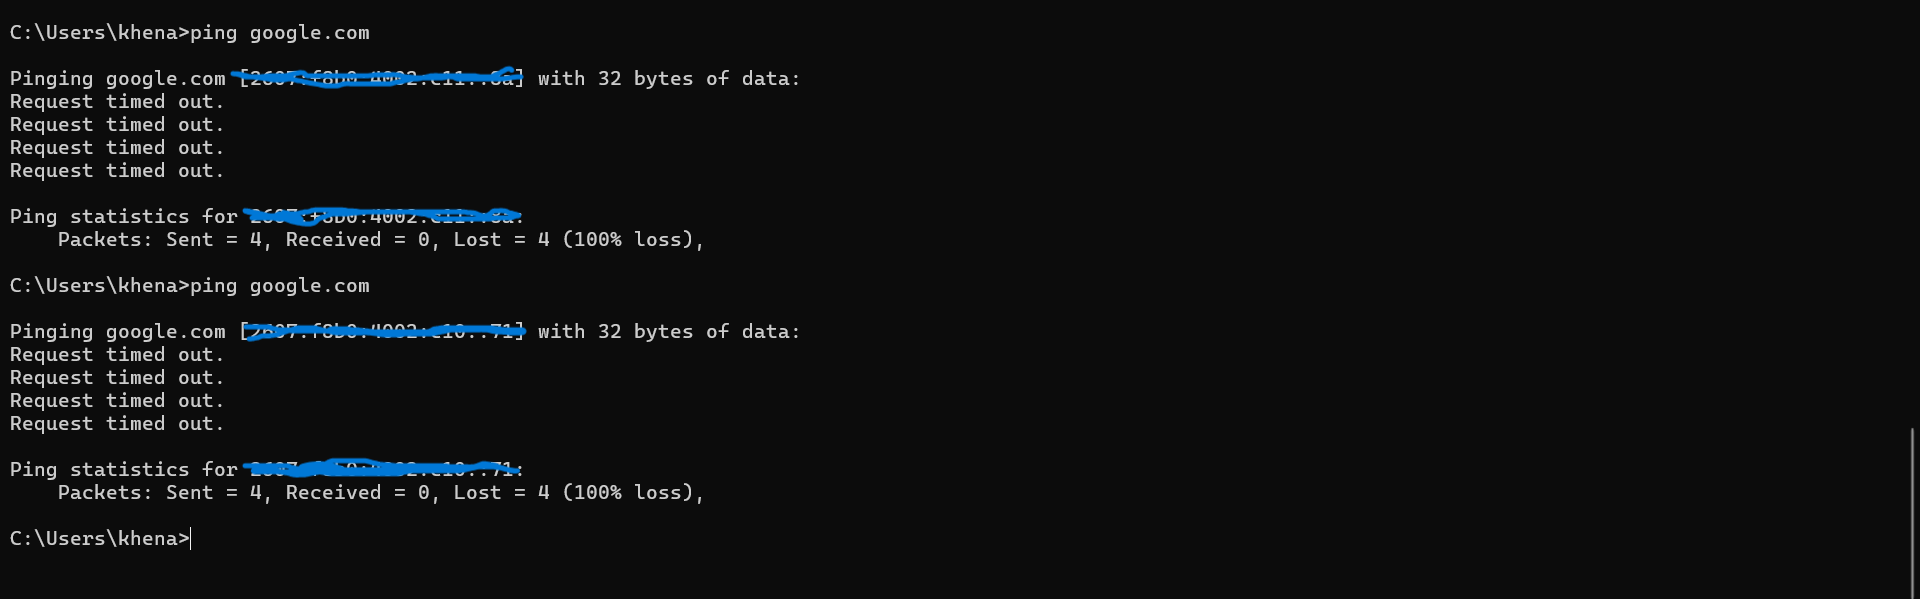 C:\Users\khena>ping google.com
Pinging google.com with 32 bytes of data:
Request timed out.
Request timed out.
Request timed out.
Request timed out.
Ping statistics for
Packets: Sent = 4, Received = 0, Lost = 4 (100% loss),
C:\Users\khena>ping google.com
Pinging google.com with 32 bytes of data:
Request timed out.
Request timed out.
Request timed out.
Request timed out.
Ping statistics for
Packets: Sent = 4, Received = 0, Lost = 4 (100% loss),
C:\Users\khena>